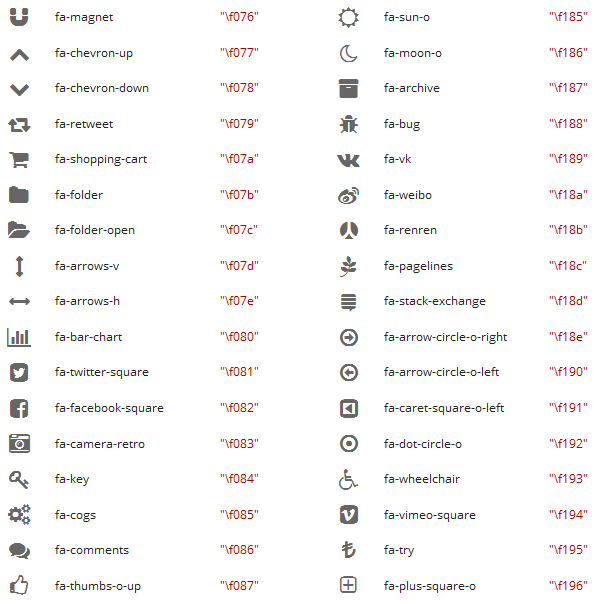 fa-magnet "\f076" fa-sun-o "\f185"
fa-chevron-up "\f077" fa-moon-o "\f186"
fa-chevron-down "\f078" fa-archive "\f187"
fa-retweet "\f079" fa-bug "\f188"
fa-shopping-cart "\f07a" fa-vk "\f189"
fa-folder "\f07b" fa-weibo "\f18a"
fa-folder-open "\f07c" fa-renren "\f18b"
fa-arrows-v "\f07d" fa-pagelines "\f18c"
fa-arrows-h "\f07e" fa-stack-exchange "\f18d"
fa-bar-chart "\f080" fa-arrow-circle-o-right "\f18e"
fa-twitter-square "\f081" fa-arrow-circle-o-left "\f190"
fa-facebook-square "\f082" fa-caret-square-o-left "\f191"
fa-camera-retro "\f083" fa-dot-circle-o "\f192"
fa-key "\f084" fa-wheelchair "\f193"
fa-cogs "\f085" fa-vimeo-square "\f194"
fa-comments "\f086" fa-try "\f195"
fa-thumbs-o-up "\f087" fa-plus-square-o "\f196"